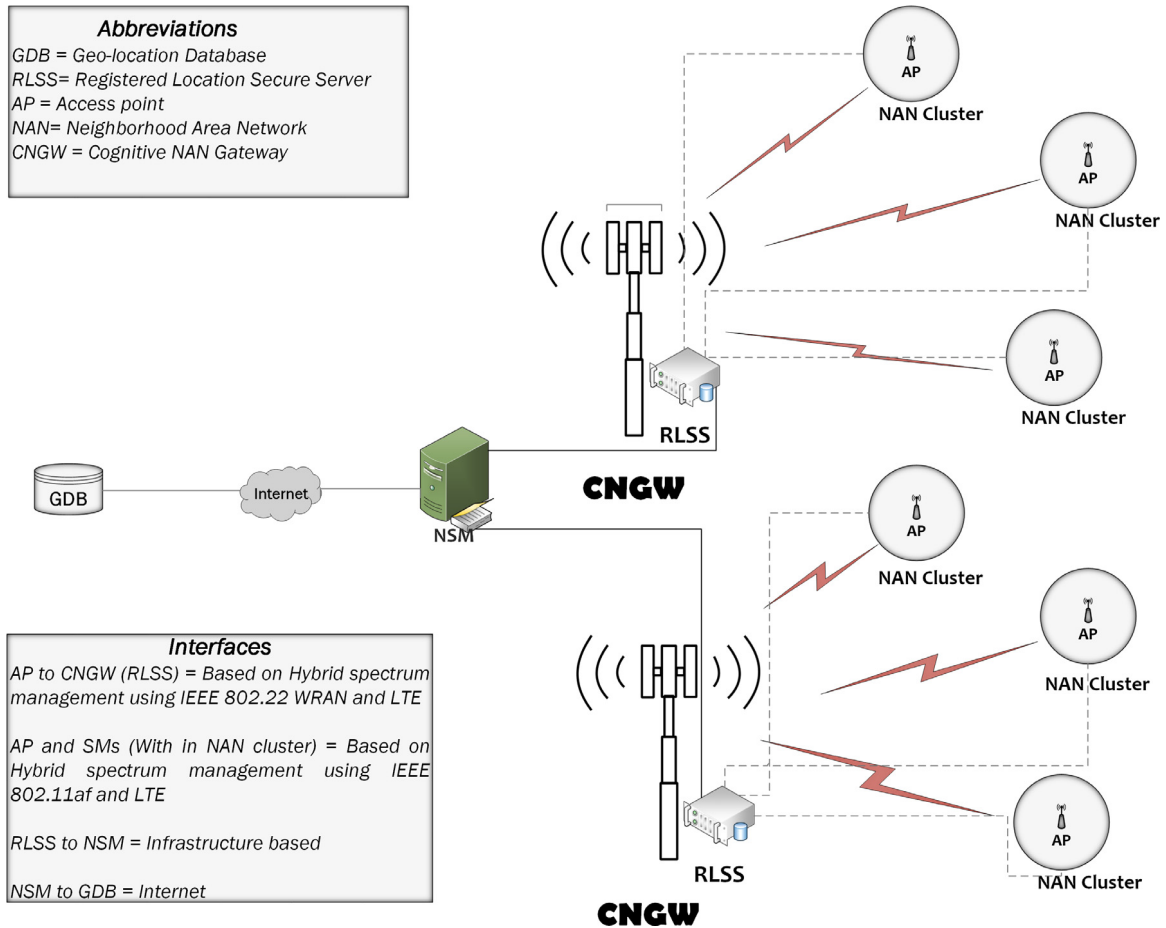 Abbreviations
GDB = Geo-location Database
RLSS= Registered Location Secure Server
AP = Access point
NAN= Neighborhood Area Network
CNGW = Cognitive NAN Gateway
AP
NAN Cluster
AP
NAN Cluster
AP
NAN Cluster
RLSS
CNGW
GDB
Internet
NSM
AP
NAN Cluster
AP
NAN Cluster
AP
NAN Cluster
RLSS
CNGW
Interfaces
AP to CNGW (RLSS) = Based on Hybrid spectrum
management using IEEE 802.22 WRAN and LTE
AP and SMs (With in NAN cluster) = Based on
Hybrid spectrum management using IEEE
802.11af and LTE
RLSS to NSM = Infrastructure based
NSM to GDB = Internet